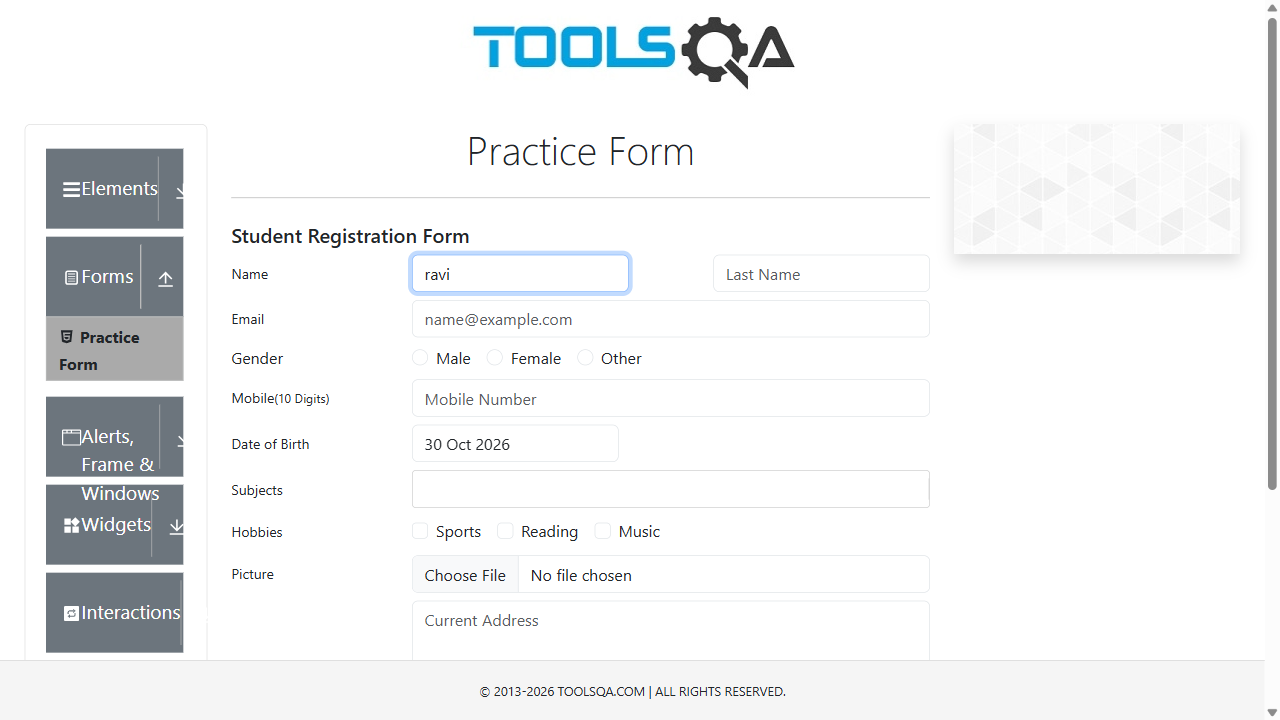 TOOLSQA
Practice Form
Elements
Forms
Practice
Form
Alerts,
Frame &
Windows
Widgets
Interactions
Student Registration Form
Name
ravi
Last Name
Email
name@example.com
Gender
Male
Female
Other
Mobile(10 Digits)
Mobile Number
Date of Birth
30 Oct 2026
Subjects
Hobbies
Sports
Reading
Music
Picture
Choose File
No file chosen
Current Address
© 2013-2026 TOOLSQA.COM | ALL RIGHTS RESERVED.